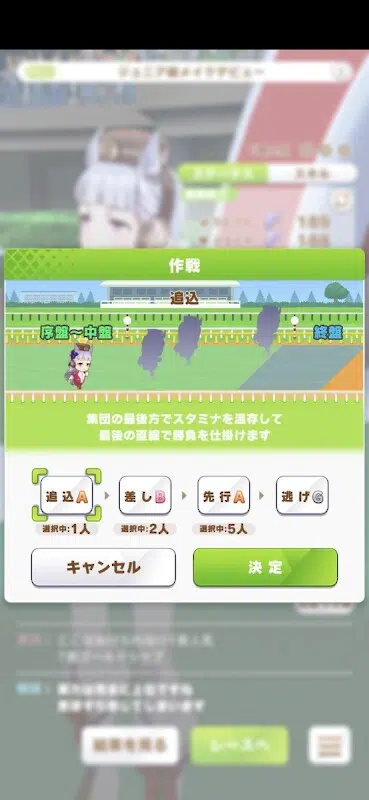 ジュニア級メイクデビュー
作戦
追込
序盤～中盤
終盤
集団の最後方でスタミナを温存して
最後の直線で勝負を仕掛けます
追込A
差しB
先行A
逃げG
選択中:1人
選択中:2人
選択中:5人
キャンセル
決定
結果を見る
レースへ